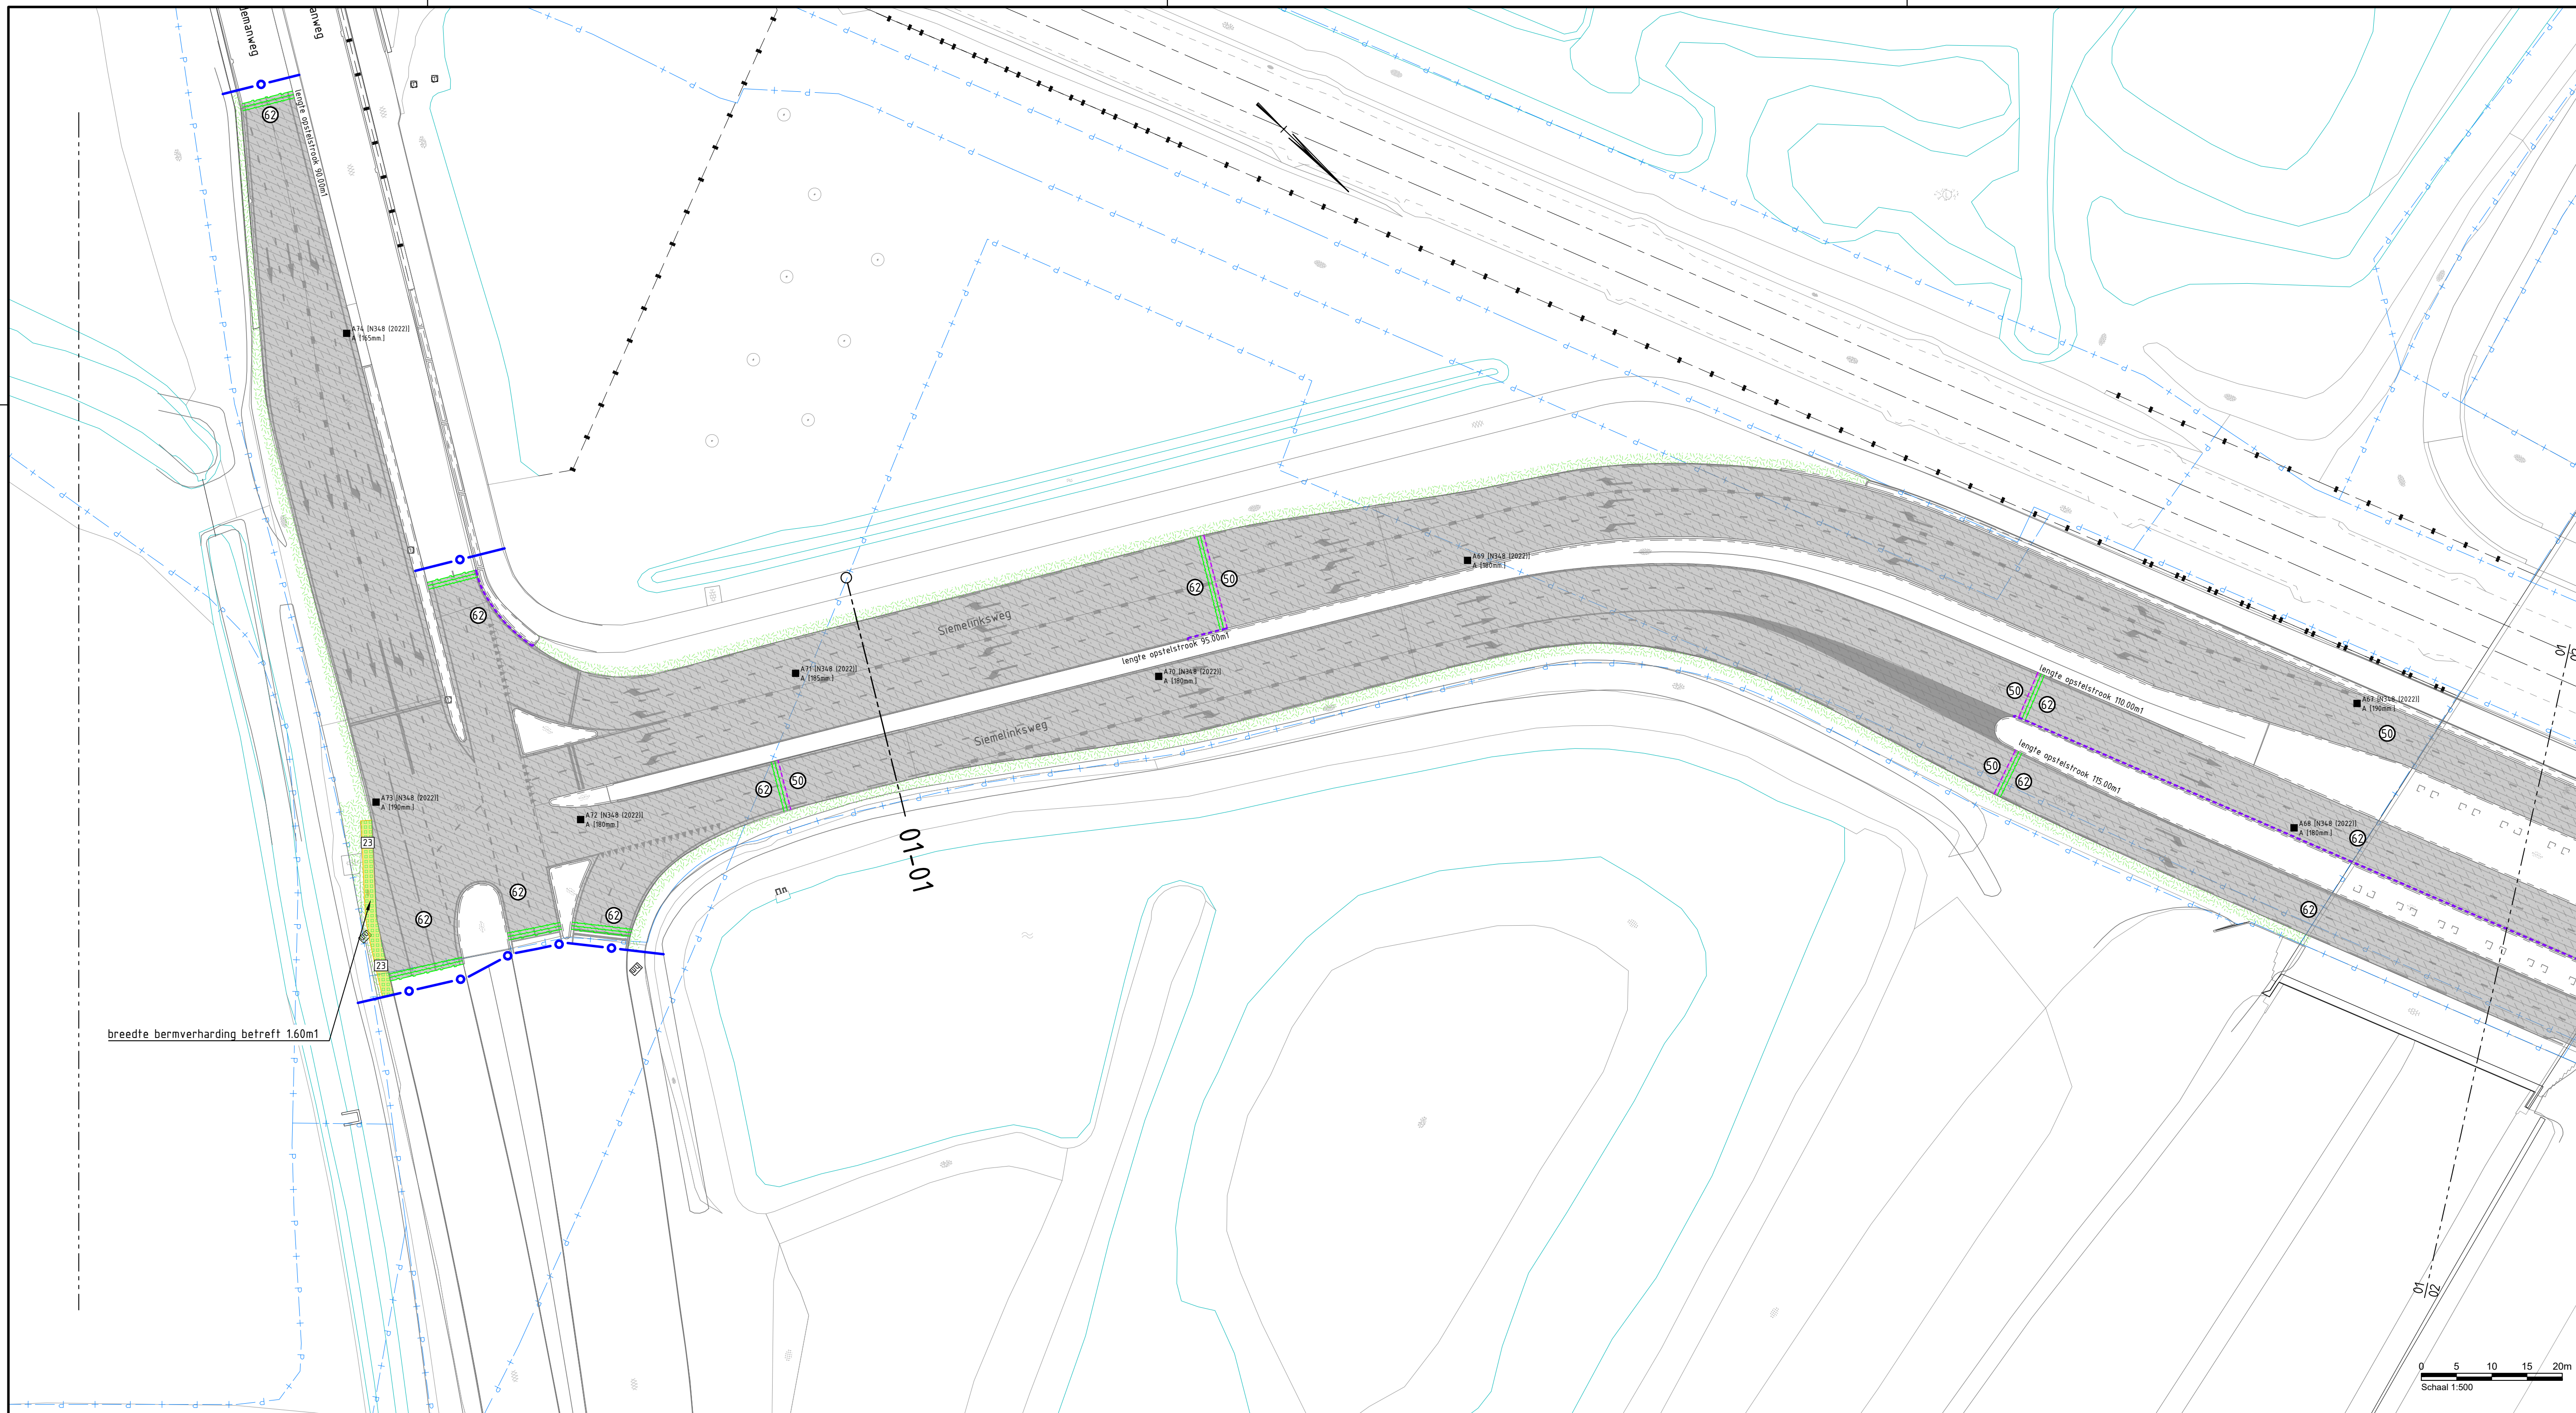 demanweg
anweg
62
lengte opstelstrook 90.00m1
A74 [N348 (2022)]
A [165mm.]
62
62
50
A69 [N348 (2022)]
A [180mm.]
Siemelinksweg
lengte opstelstrook 95.00m1
A71 [N348 (2022)]
A [185mm.]
A70 [N348 (2022)]
A [180mm.]
Siemelinksweg
50
62
lengte opstelstrook 110.00m1
A67 [N348 (2022)]
A [190mm.]
50
01
lengte opstelstrook 115.00m1
50
62
62
50
A73 [N348 (2022)]
A [190mm.]
A72 [N348 (2022)]
A [180mm.]
A68 [N348 (2022)]
A [180mm.]
62
23
01-01
62
62
62
62
23
breedte bermverharding betreft 1.60m1
01
02
0 5 10 15 20m
Schaal 1:500